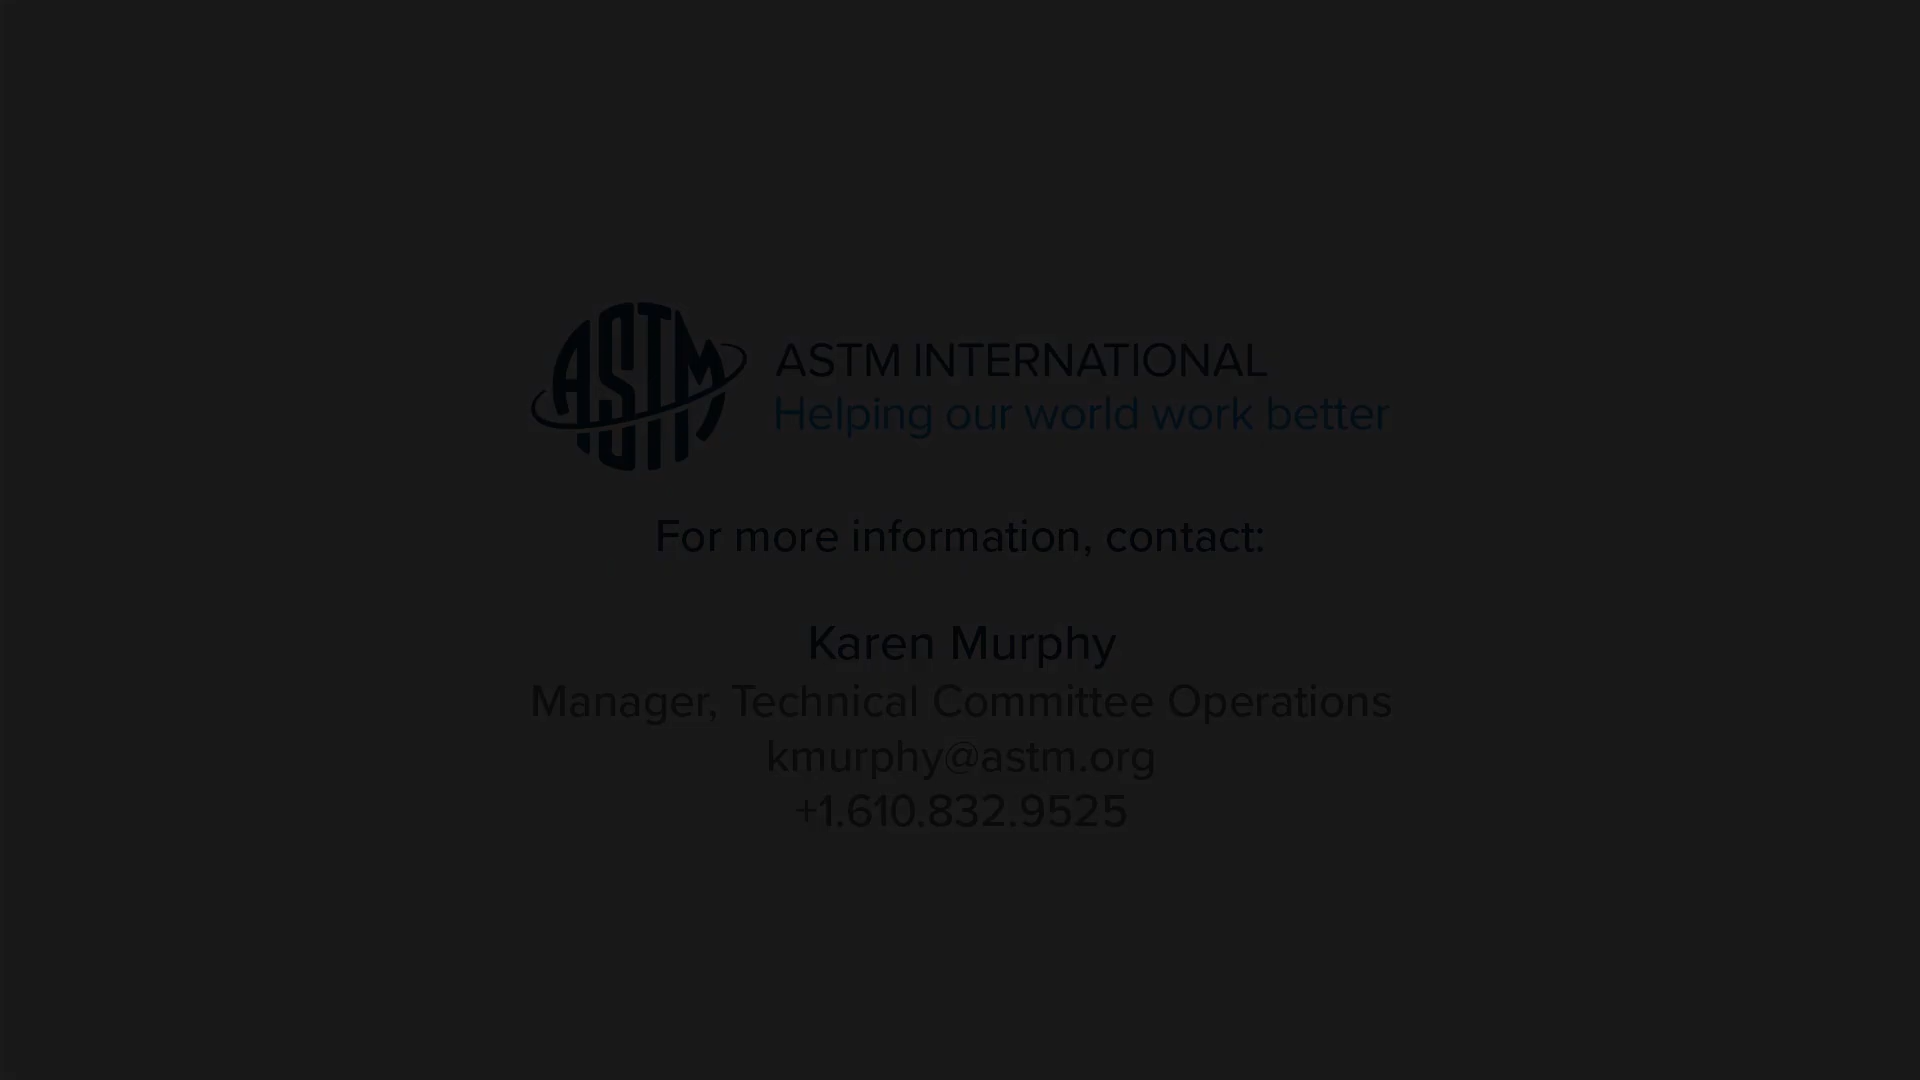 ASTM
ASTM INTERNATIONAL
Helping our world work better
For more information, contact:
Karen Murphy
Manager, Technical Committee Operations
kmurphy@astm.org
+1.610.832.9525